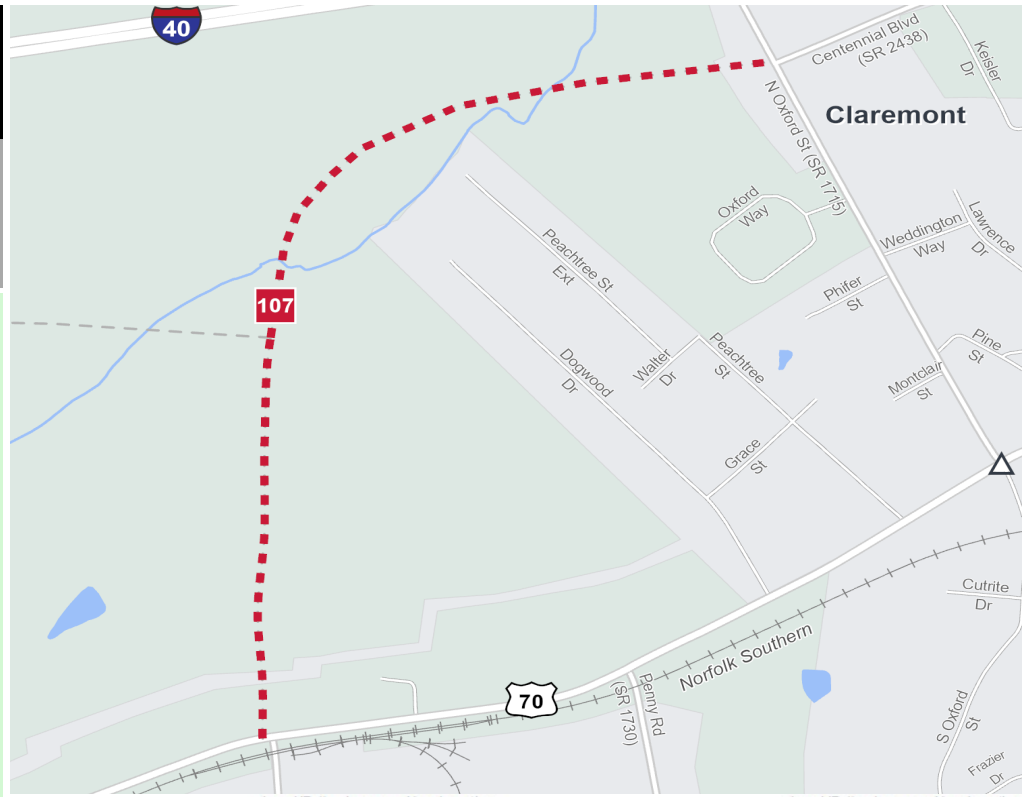 40
Centennial Blvd
(SR 2438)
Keisler
Dr
N Oxford St (SR 1715)
Claremont
Oxford
Way
Weddington
Way
Lawrence
Dr
Peachtree St
Ext
Phifer
St
107
Dogwood
Dr
Walter
Dr
Peachtree
St
Pine
St
Montclair
St
Grace
St
Cutrite
Dr
Norfolk Southern
70
Penny Rd
(SR 1730)
S Oxford
St
Frazier
Dr